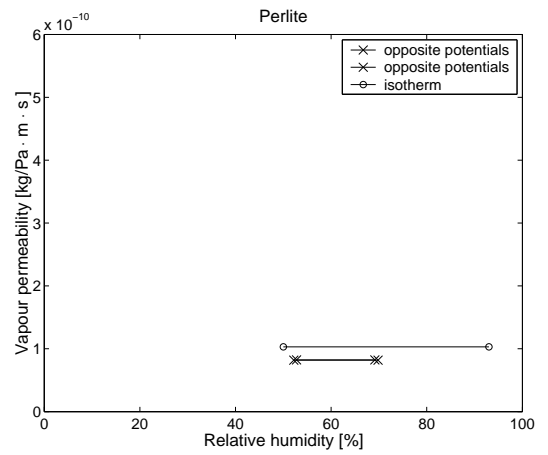 Perlite
6 x 10⁻¹⁰
opposite potentials
opposite potentials
isotherm
5
4
3
2
1
0
Vapour permeability [kg/Pa · m · s ]
0 20 40 60 80 100
Relative humidity [%]